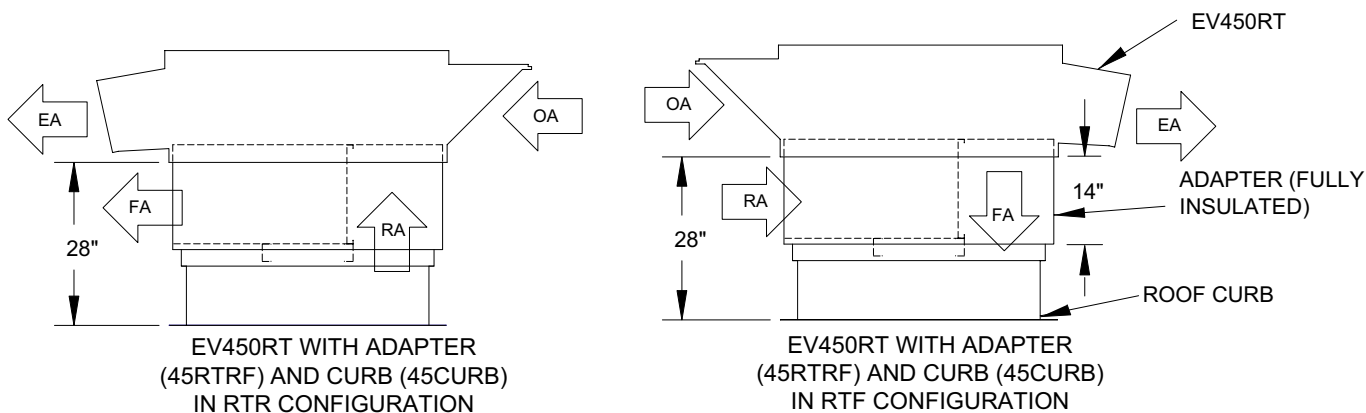 EA
OA
FA
RA
28"
EV450RT WITH ADAPTER
(45RTRF) AND CURB (45CURB)
IN RTR CONFIGURATION
EV450RT
OA
EA
RA
FA
14"
28"
ADAPTER (FULLY
INSULATED)
ROOF CURB
EV450RT WITH ADAPTER
(45RTRF) AND CURB (45CURB)
IN RTF CONFIGURATION